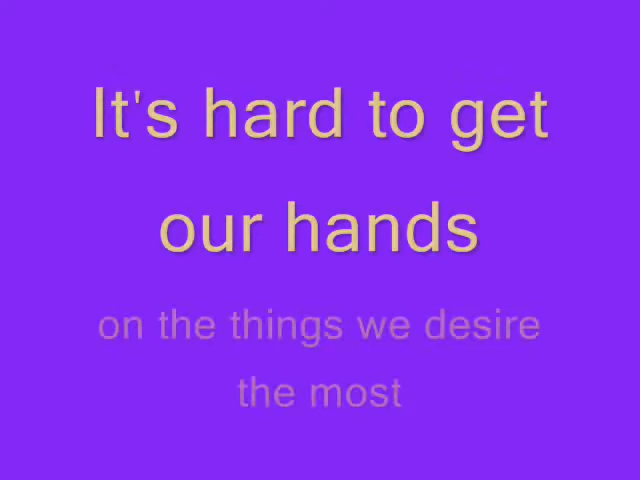 It's hard to get
our hands
on the things we desire
the most